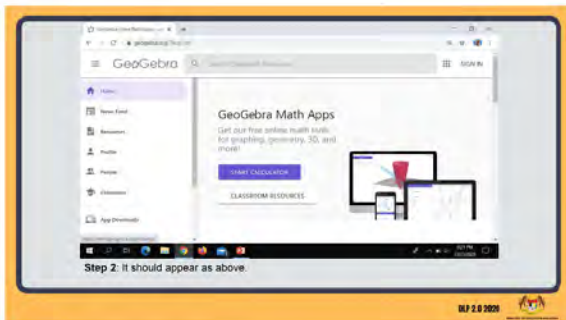 GeoGebra
SIGN IN
Home
News Feed
Resources
Profile
People
Classroom
App Downloads
GeoGebra Math Apps
Get our free online math tools
for graphing, geometry, 3D, and
more!
START CALCULATOR
CLASSROOM RESOURCES
Step 2: It should appear as above.
DLP 2.0 2020